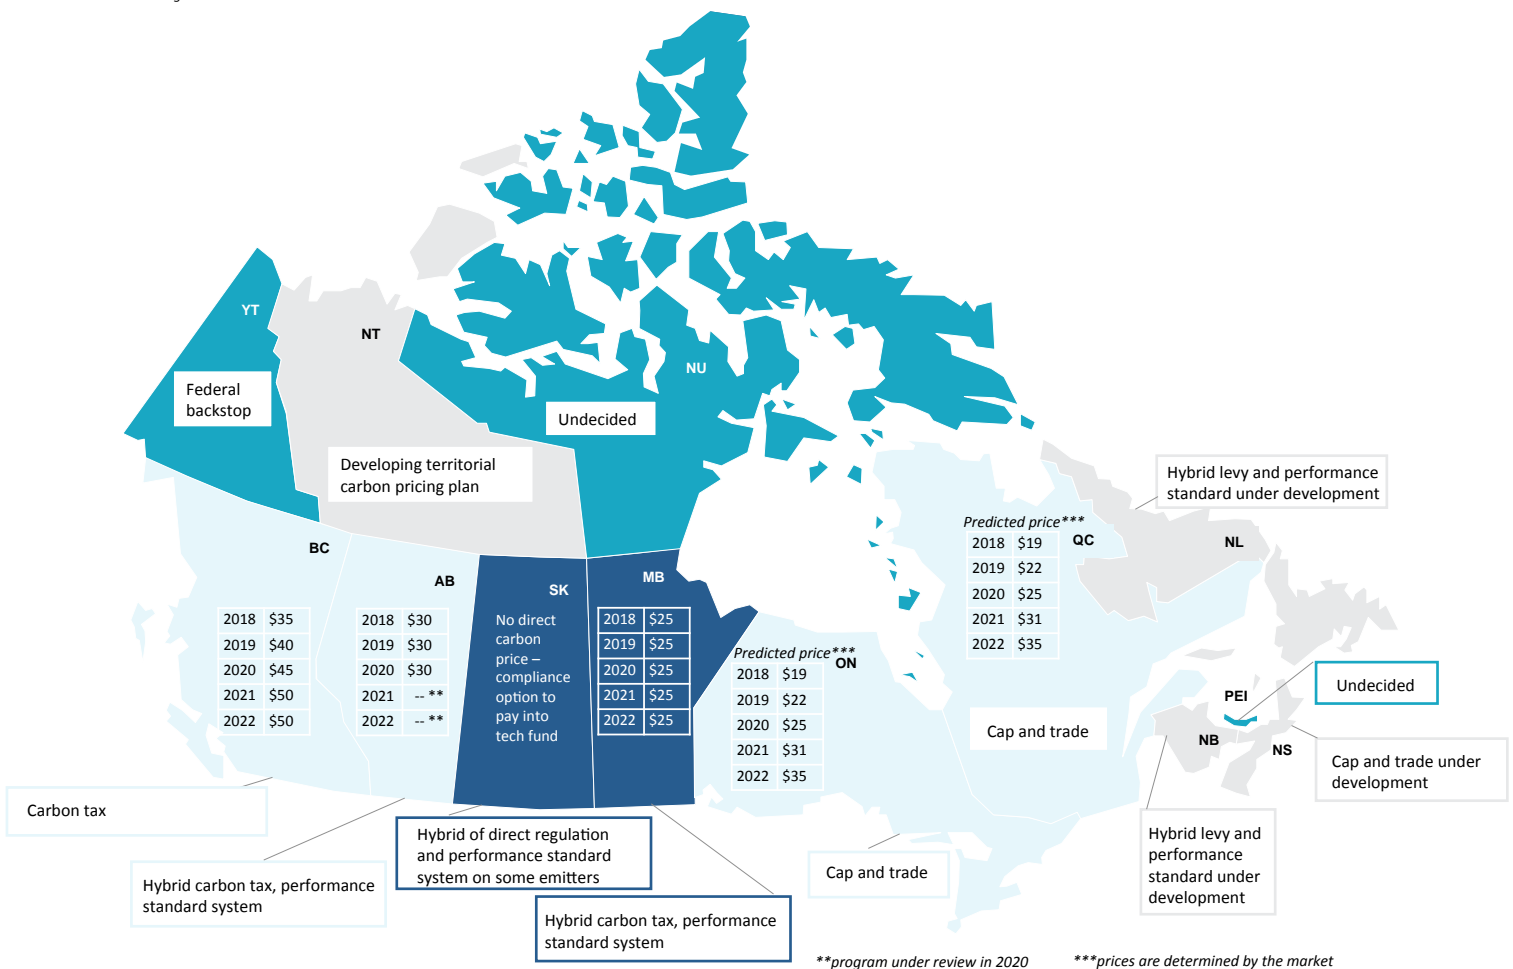 YT
NT
NU
Federal
backstop
Undecided
Developing territorial
carbon pricing plan
Hybrid levy and performance
standard under development
Predicted price***
QC
2018 $19
2019 $22
2020 $25
2021 $31
2022 $35
NL
BC
2018 $35
2019 $40
2020 $45
2021 $50
2022 $50
AB
2018 $30
2019 $30
2020 $30
2021 -- **
2022 -- **
SK
No direct
carbon
price –
compliance
option to
pay into
tech fund
MB
2018 $25
2019 $25
2020 $25
2021 $25
2022 $25
Predicted price***
ON
2018 $19
2019 $22
2020 $25
2021 $31
2022 $35
Cap and trade
PEI
Undecided
NB
NS
Cap and trade under
development
Carbon tax
Hybrid carbon tax, performance
standard system
Hybrid of direct regulation
and performance standard
system on some emitters
Hybrid carbon tax, performance
standard system
Cap and trade
Hybrid levy and
performance
standard under
development
**program under review in 2020
***prices are determined by the market